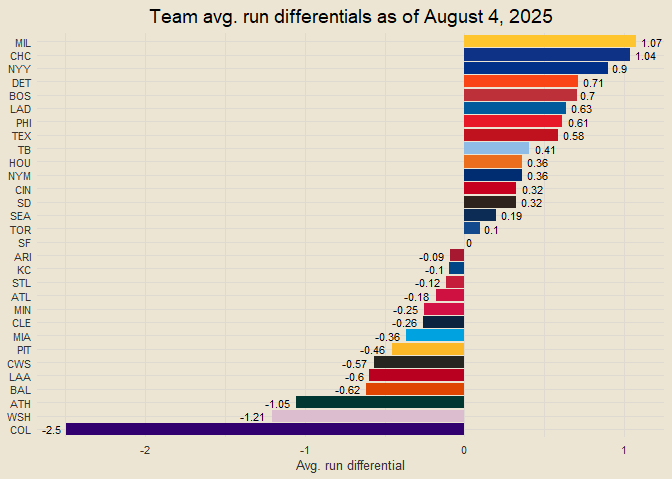 Team avg. run differentials as of August 4, 2025
MIL 1.07
CHC 1.04
NYY 0.9
DET 0.71
BOS 0.7
LAD 0.63
PHI 0.61
TEX 0.58
TB 0.41
HOU 0.36
NYM 0.36
CIN 0.32
SD 0.32
SEA 0.19
TOR 0.1
SF 0
ARI -0.09
KC -0.1
STL -0.12
ATL -0.18
MIN -0.25
CLE -0.26
MIA -0.36
PIT -0.46
CWS -0.57
LAA -0.6
BAL -0.62
ATH -1.05
WSH -1.21
COL -2.5
-2 -1 0 1
Avg. run differential